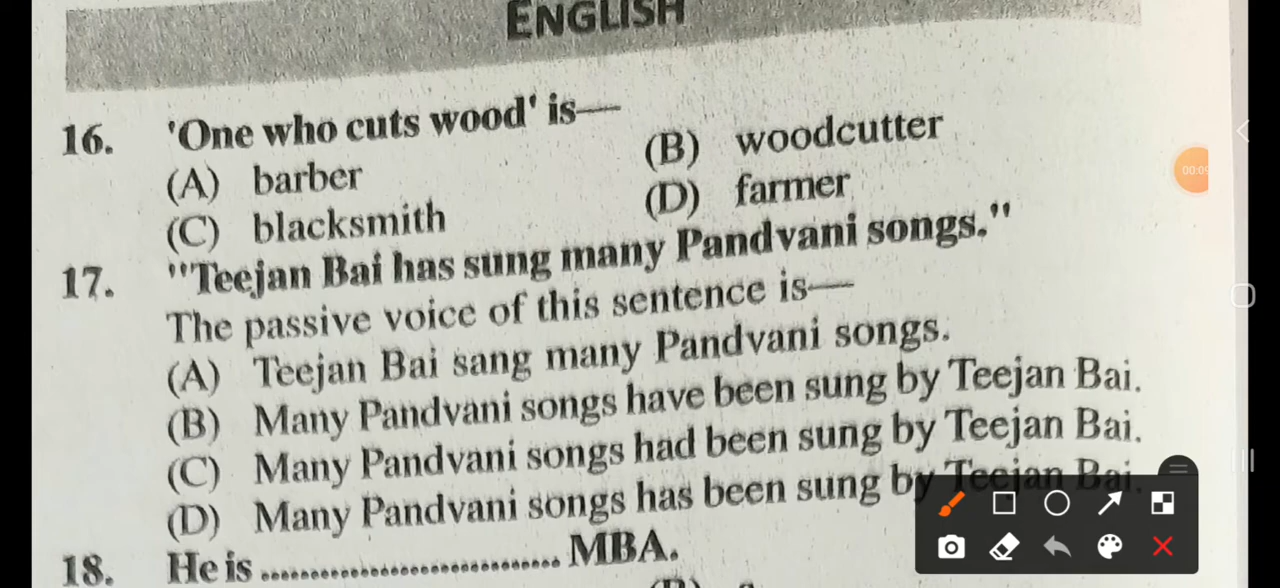 ENGLISH
16. 'One who cuts wood' is—
(A) barber (B) woodcutter
(C) blacksmith (D) farmer
17. "Teejan Bai has sung many Pandvani songs."
The passive voice of this sentence is—
(A) Teejan Bai sang many Pandvani songs.
(B) Many Pandvani songs have been sung by Teejan Bai.
(C) Many Pandvani songs had been sung by Teejan Bai.
(D) Many Pandvani songs has been sung by Teejan Bai.
18. He is .............................. MBA.